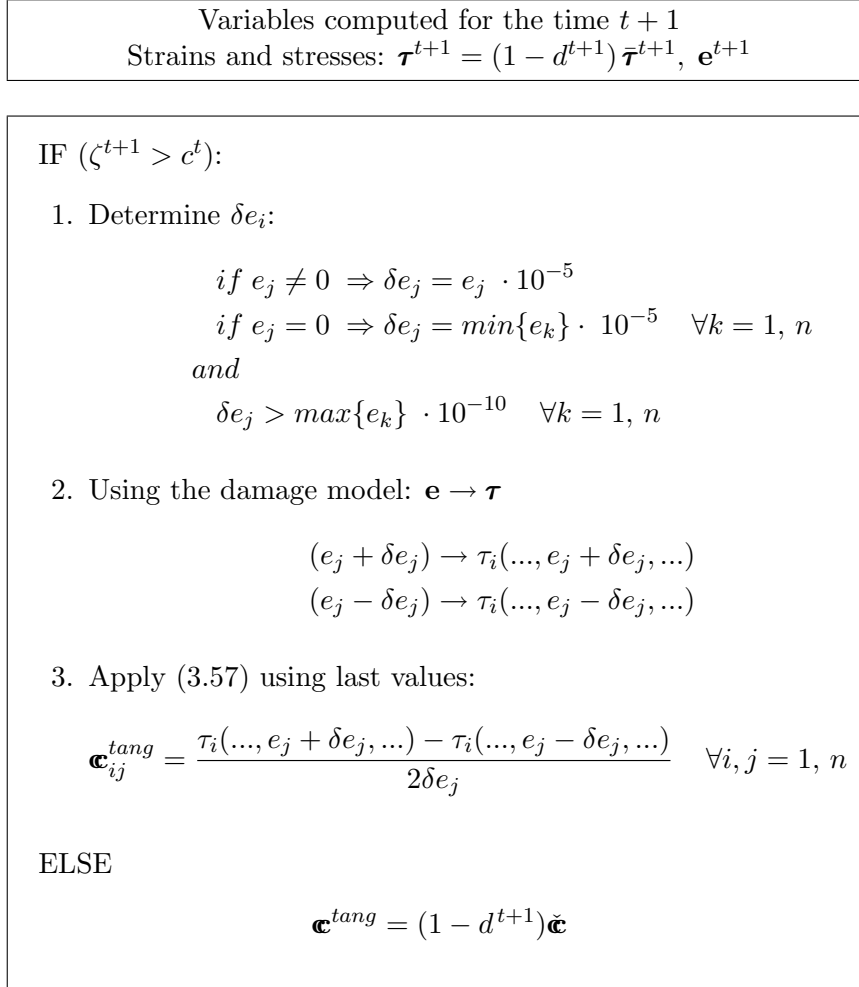 Variables computed for the time t + 1
Strains and stresses: τ^{t+1} = (1 − d^{t+1}) τ̄^{t+1}, e^{t+1}
IF (ζ^{t+1} > c^t):
1. Determine δe_i:
if e_j ≠ 0 ⇒ δe_j = e_j · 10^{−5}
if e_j = 0 ⇒ δe_j = min{e_k} · 10^{−5} ∀k = 1, n
and
δe_j > max{e_k} · 10^{−10} ∀k = 1, n
2. Using the damage model: e → τ
(e_j + δe_j) → τ_i(..., e_j + δe_j, ...)
(e_j − δe_j) → τ_i(..., e_j − δe_j, ...)
3. Apply (3.57) using last values:
𝕔^{tang}_{ij} = \frac{τ_i(..., e_j + δe_j, ...) − τ_i(..., e_j − δe_j, ...)}{2δe_j} ∀i, j = 1, n
ELSE
𝕔^{tang} = (1 − d^{t+1})𝕔̌